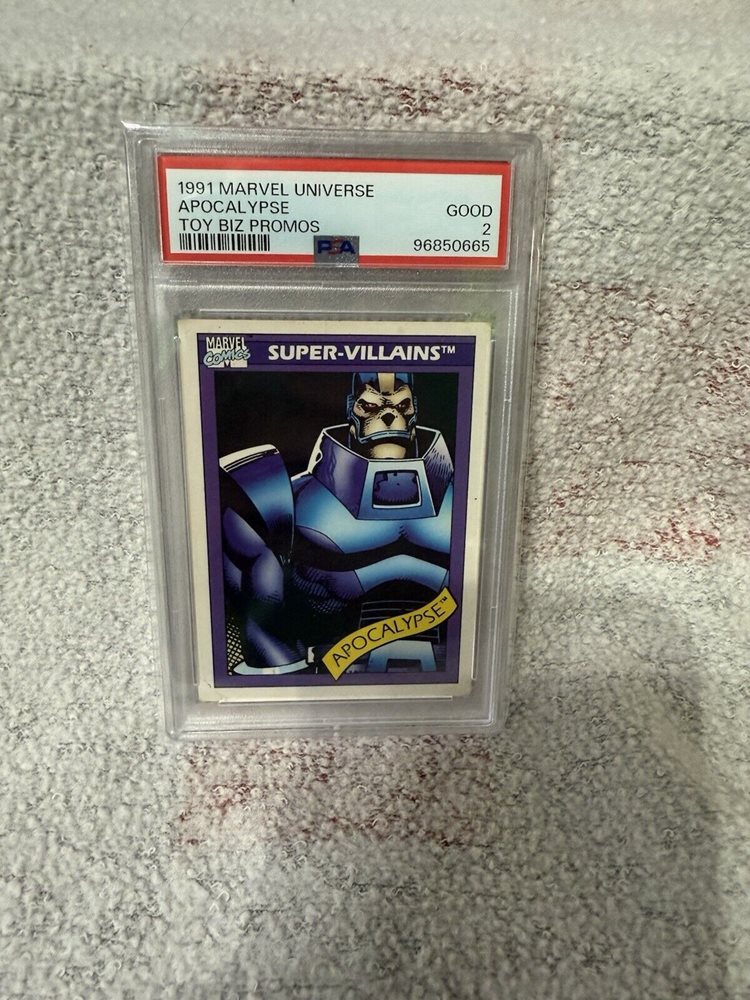 1991 MARVEL UNIVERSE
APOCALYPSE GOOD
TOY BIZ PROMOS 2
PSA 96850665
MARVEL
COMICS
SUPER-VILLAINS™
APOCALYPSE™